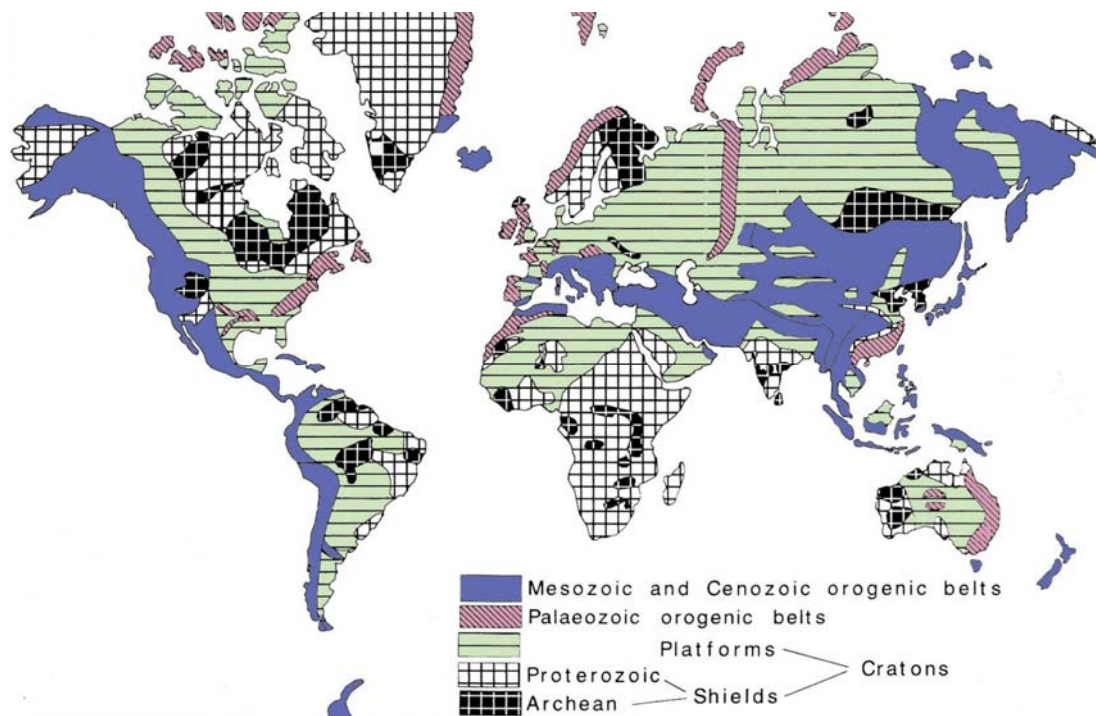 Mesozoic and Cenozoic orogenic belts
Palaeozoic orogenic belts
Platforms
Cratons
Proterozoic
Shields
Archean